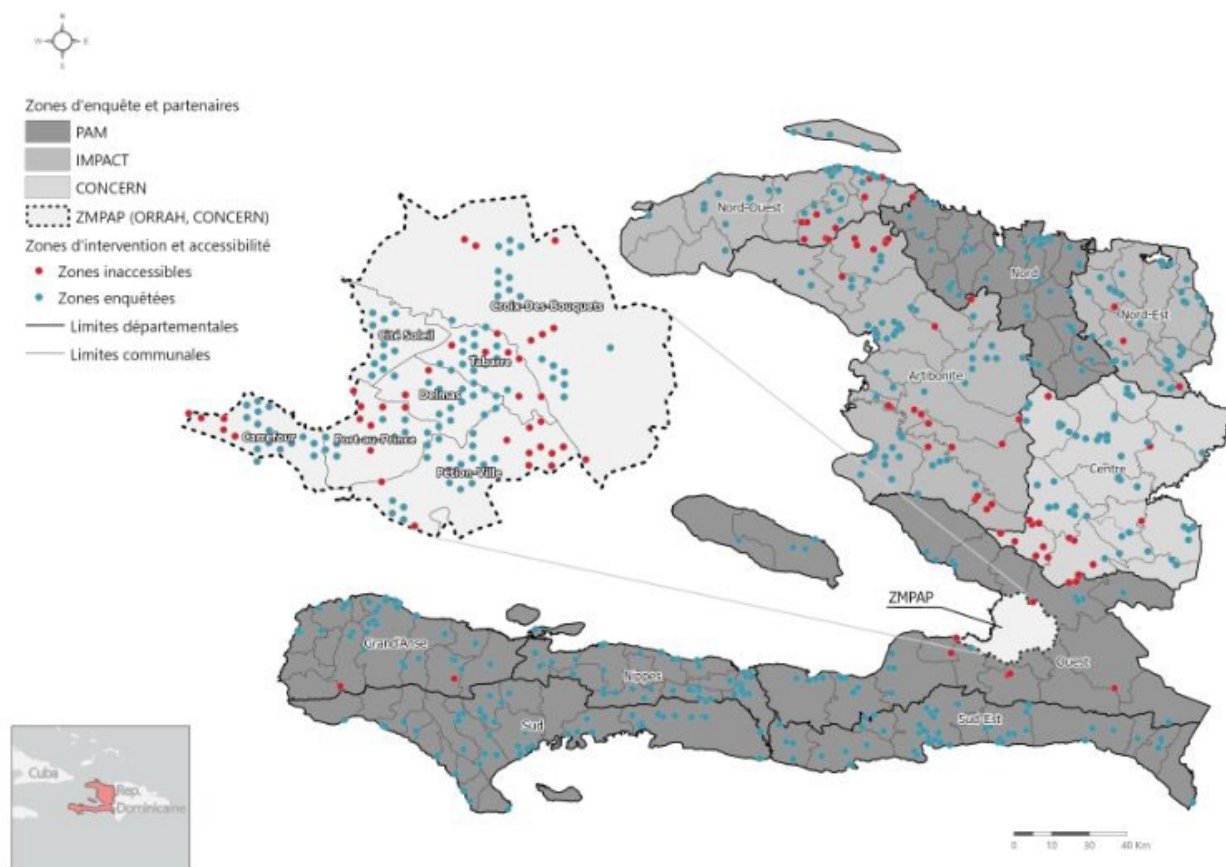 N
W E
S
Zones d'enquête et partenaires
PAM
IMPACT
CONCERN
ZMPAP (ORRAH, CONCERN)
Zones d'intervention et accessibilité
Zones inaccessibles
Zones enquêtées
Limites départementales
Limites communales
Nord-Ouest
Nord
Nord-Est
Croix-Des-Bouquets
Cité Soleil
Tabarre
Artibonite
Delmas
Carrefour
Port-au-Prince
Pétion-Ville
Centre
ZMPAP
Grand'Anse
Ouest
Nippes
Sud
Sud-Est
Cuba
Rep.
Dominicaine
0 10 20 40 Km